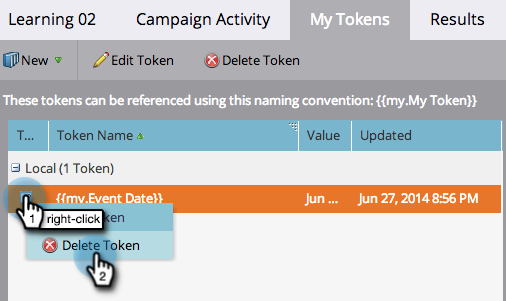 Learning 02 Campaign Activity My Tokens Results
New Edit Token Delete Token
These tokens can be referenced using this naming convention: {{my.My Token}}
T... Token Name Value Updated
Local (1 Token)
{{my.Event Date}} Jun ... Jun 27, 2014 8:56 PM
1 right-click
Delete Token
2